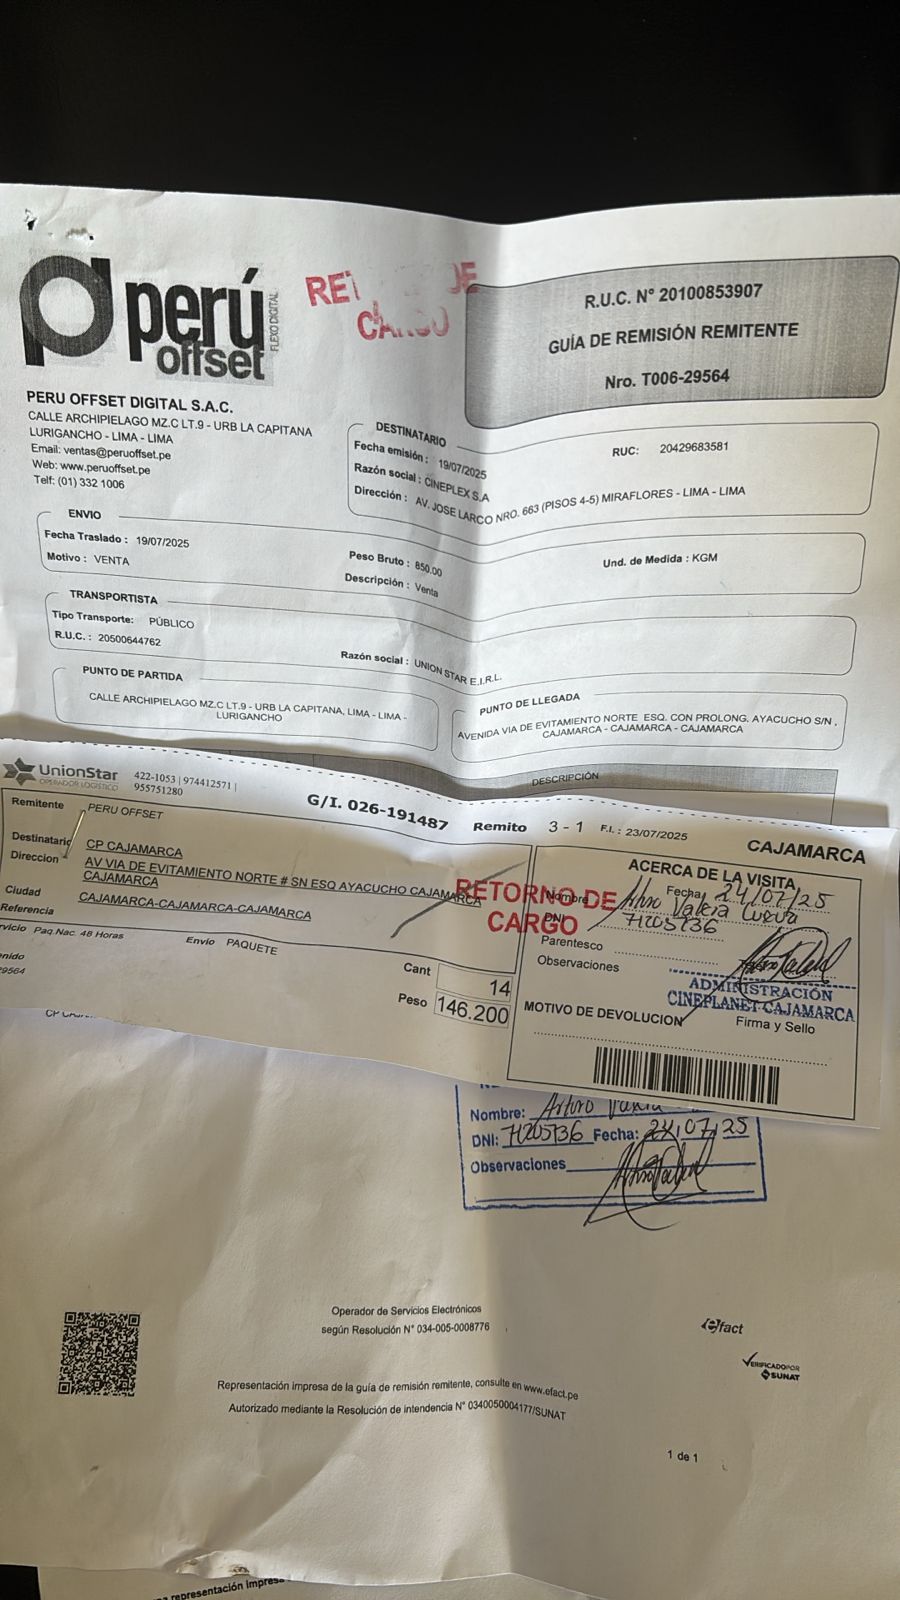 perú
offset
FLEXO DIGITAL
RETORNO DE
CARGO
R.U.C. N° 20100853907
GUÍA DE REMISIÓN REMITENTE
Nro. T006-29564
PERU OFFSET DIGITAL S.A.C.
CALLE ARCHIPIELAGO MZ.C LT.9 - URB LA CAPITANA
LURIGANCHO - LIMA - LIMA
Email: ventas@peruoffset.pe
Web: www.peruoffset.pe
Telf: (01) 332 1006
DESTINATARIO
Fecha emisión : 19/07/2025
RUC: 20429683581
Razón social : CINEPLEX S.A
Dirección : AV. JOSE LARCO NRO. 663 (PISOS 4-5) MIRAFLORES - LIMA - LIMA
ENVIO
Fecha Traslado : 19/07/2025
Peso Bruto : 850.00
Und. de Medida : KGM
Motivo : VENTA
Descripción : Venta
TRANSPORTISTA
Tipo Transporte: PÚBLICO
R.U.C. : 20500644762
Razón social : UNION STAR E.I.R.L.
PUNTO DE PARTIDA
CALLE ARCHIPIELAGO MZ.C LT.9 - URB LA CAPITANA, LIMA - LIMA -
LURIGANCHO
PUNTO DE LLEGADA
AVENIDA VIA DE EVITAMIENTO NORTE ESQ. CON PROLONG. AYACUCHO S/N ,
CAJAMARCA - CAJAMARCA - CAJAMARCA
DESCRIPCIÓN
UnionStar
OPERADOR LOGÍSTICO
422-1053 | 974412571 |
955751280
G/I. 026-191487
Remito 3 - 1 F.I.: 23/07/2025
CAJAMARCA
Remitente PERU OFFSET
Destinatario CP CAJAMARCA
Direccion AV VIA DE EVITAMIENTO NORTE # SN ESQ AYACUCHO CAJAMARCA
CAJAMARCA
Ciudad CAJAMARCA-CAJAMARCA-CAJAMARCA
Referencia
rvicio Paq.Nac. 48 Horas Envio PAQUETE
nido
29564
Cant 14
Peso 146.200
RETORNO DE
CARGO
ACERCA DE LA VISITA
Fecha 24/07/25
Nombre Arturo Valera
DNI 71205736
Parentesco
Observaciones
ADMINISTRACIÓN
CINEPLANET CAJAMARCA
MOTIVO DE DEVOLUCION
Firma y Sello
Nombre: Arturo Valera
DNI: 71205736 Fecha: 24/07/25
Observaciones
Operador de Servicios Electrónicos
según Resolución N° 034-005-0008776
efact
VERIFICADO POR
SUNAT
Representación impresa de la guía de remisión remitente, consulte en www.efact.pe
Autorizado mediante la Resolución de intendencia N° 0340050004177/SUNAT
1 de 1
representación impresa